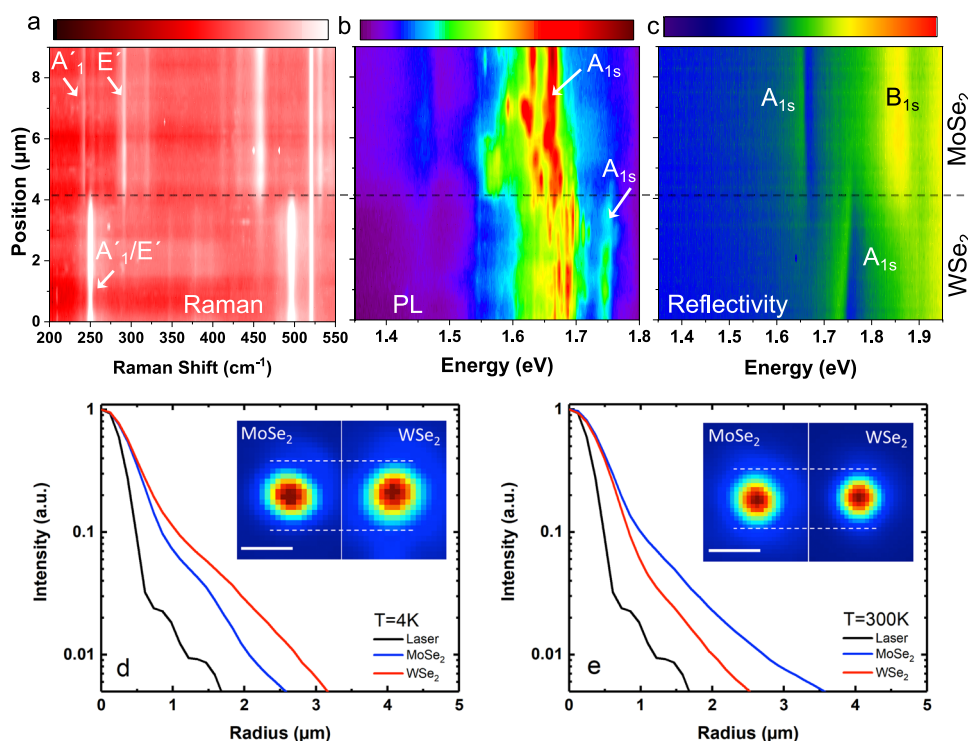 a
b
c
A´₁ E´
A₁ₛ
A₁ₛ
B₁ₛ
MoSe₂
8
6
4
2
0
Position (µm)
A₁ₛ
A´₁/E´
A₁ₛ
WSe₂
Raman
PL
Reflectivity
200 250 300 350 400 450 500 550
1.4 1.5 1.6 1.7 1.8
1.4 1.5 1.6 1.7 1.8 1.9
Raman Shift (cm⁻¹)
Energy (eV)
Energy (eV)
1
0.1
0.01
Intensity (a.u.)
MoSe₂
WSe₂
T=4K
Laser
MoSe₂
WSe₂
d
0 1 2 3 4 5
Radius (µm)
1
0.1
0.01
Intensity (a.u.)
MoSe₂
WSe₂
T=300K
Laser
MoSe₂
WSe₂
e
0 1 2 3 4 5
Radius (µm)